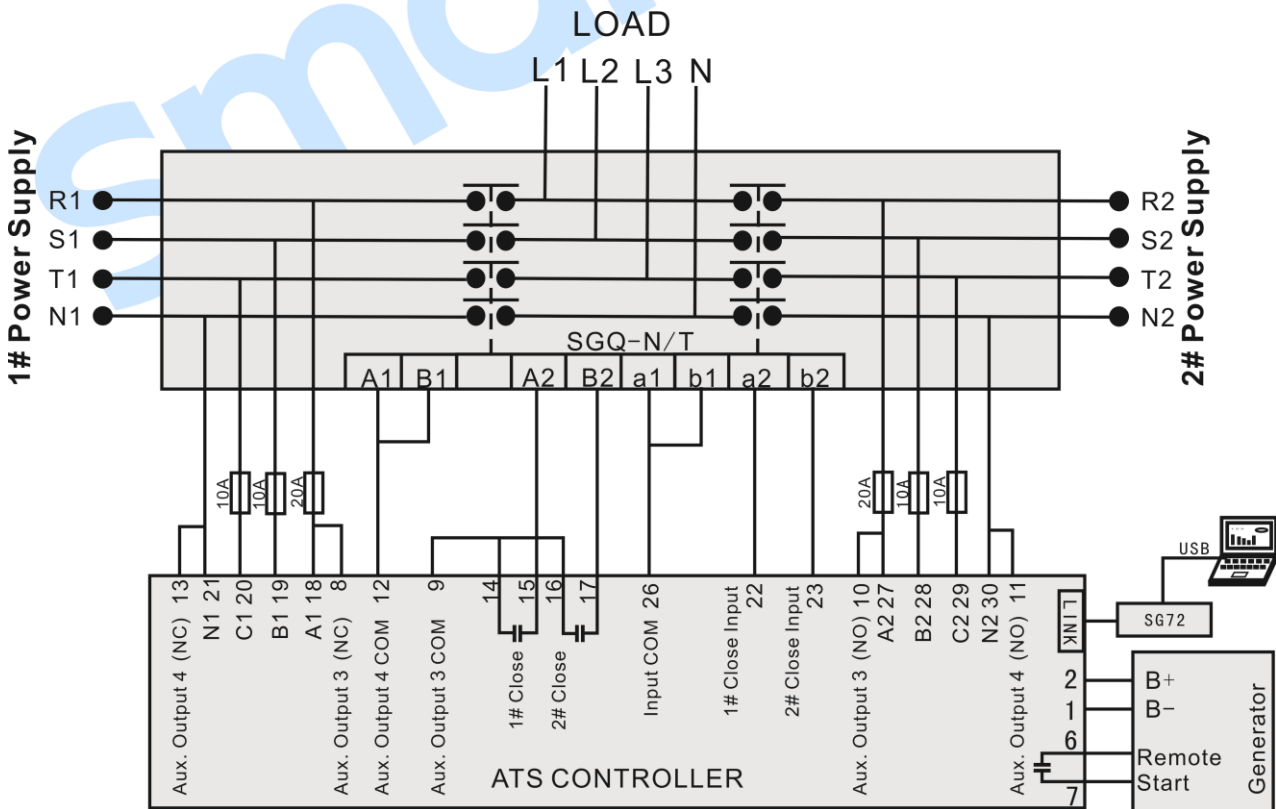 smar
LOAD
L1 L2 L3 N
1# Power Supply
R1
S1
T1
N1
R2
S2
T2
N2
2# Power Supply
SGQ-N/T
A1 B1 A2 B2 a1 b1 a2 b2
10A
10A
20A
20A
10A
10A
USB
Aux. Output 4 (NC) 13
N1 21
C1 20
B1 19
A1 18
Aux. Output 3 (NC) 8
Aux. Output 4 COM 12
Aux. Output 3 COM 9
14
1# Close 15
16
2# Close 17
Input COM 26
1# Close Input 22
2# Close Input 23
Aux. Output 3 (NO) 10
A2 27
B2 28
C2 29
N2 30
Aux. Output 4 (NO) 11
LINK
SG72
2
1
6
7
B+
B-
Remote
Start
Generator
ATS CONTROLLER